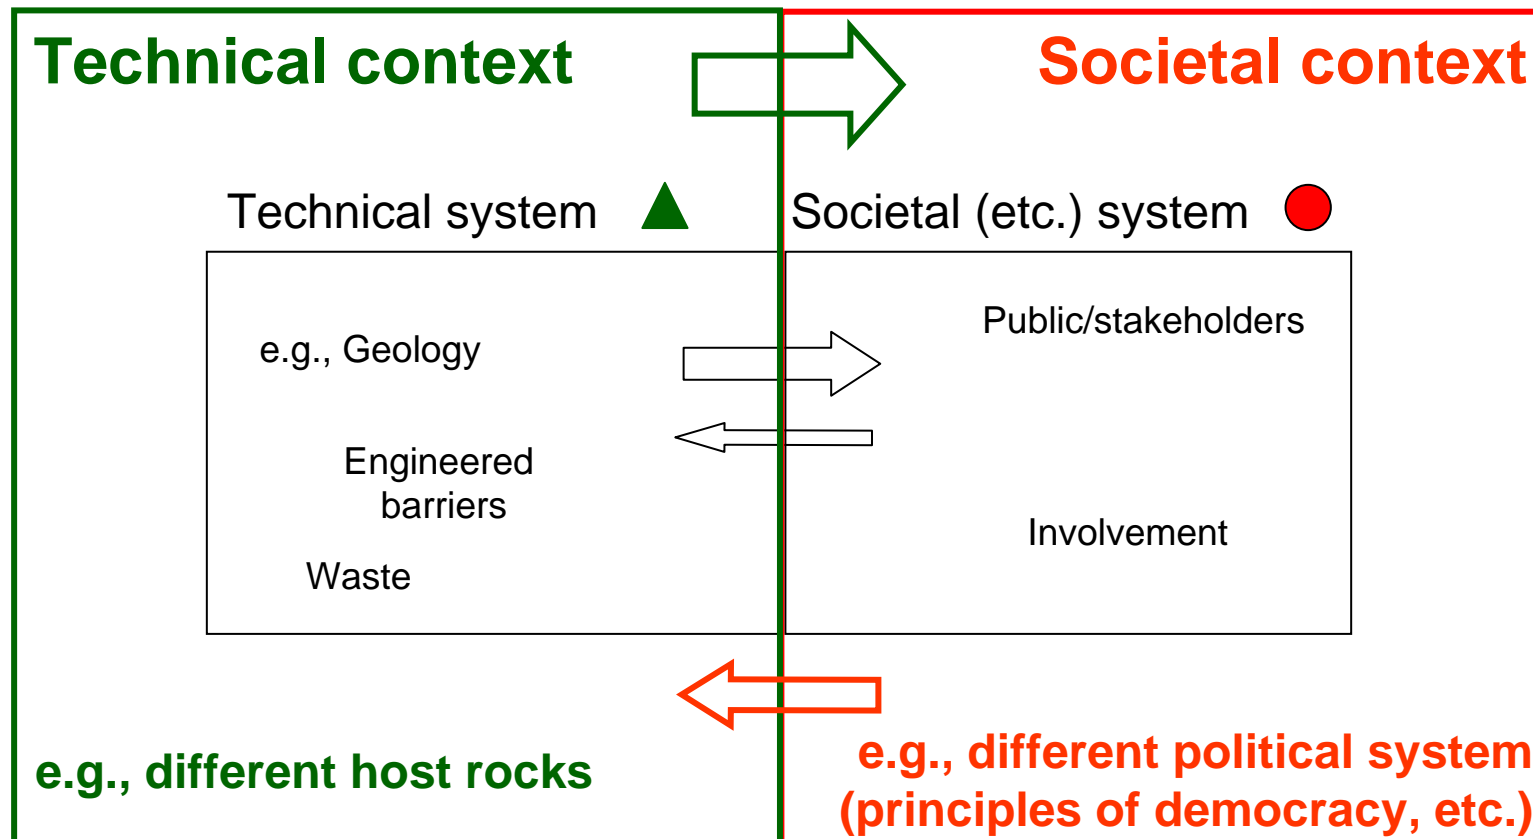 Technical context
Societal context
Technical system
Societal (etc.) system
e.g., Geology
Engineered
barriers
Waste
Public/stakeholders
Involvement
e.g., different host rocks
e.g., different political system
(principles of democracy, etc.)